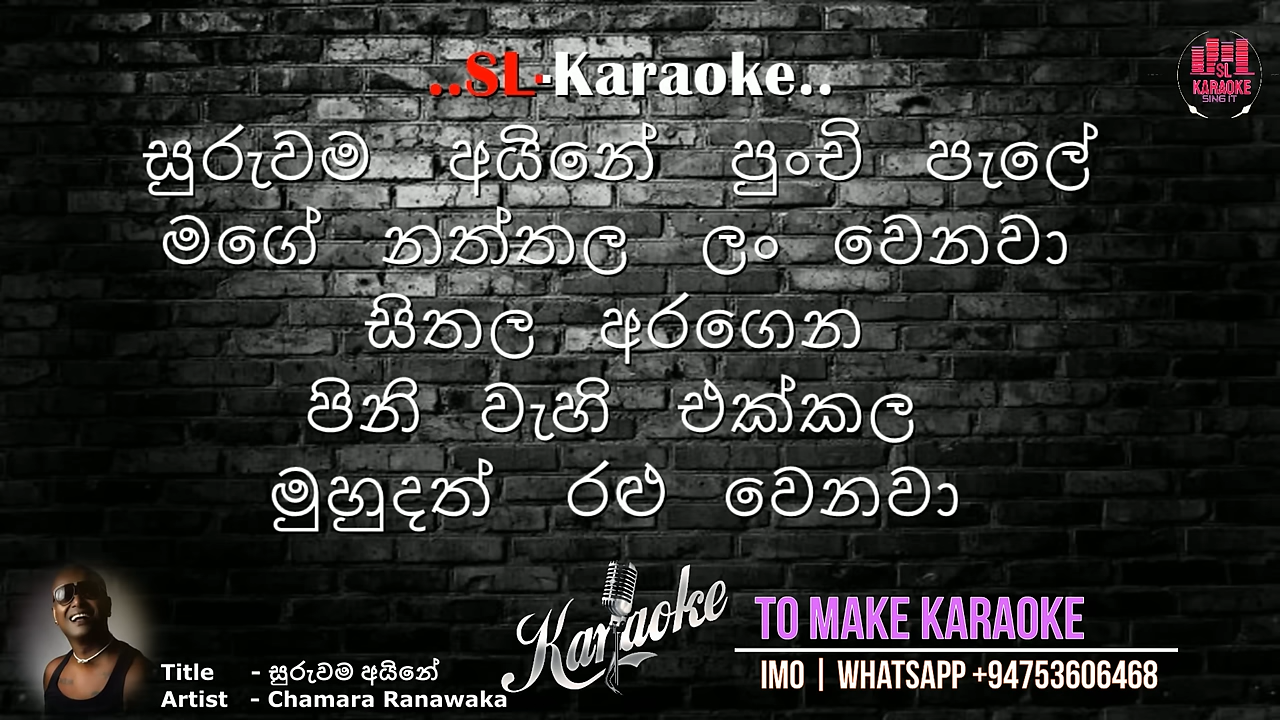 ..SL-Karaoke..
SL
KARAOKE
SING IT
සුරුවම අයිනේ පුංචි පැලේ
මගේ නත්තල ලං වෙනවා
සීතල අරගෙන
පිනි වැහි එක්කල
මුහුදත් රළු වෙනවා
Karaoke
TO MAKE KARAOKE
IMO | WHATSAPP +94753606468
Title - සුරුවම අයිනේ
Artist - Chamara Ranawaka